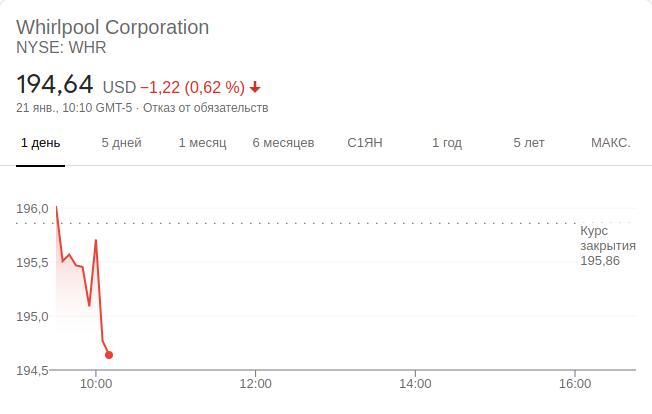 Whirlpool Corporation
NYSE: WHR
194,64 USD −1,22 (0,62 %)
21 янв., 10:10 GMT-5 · Отказ от обязательств
1 день 5 дней 1 месяц 6 месяцев С1ЯН 1 год 5 лет МАКС.
196,0
Курс
закрытия
195,86
195,5
195,0
194,5
10:00 12:00 14:00 16:00